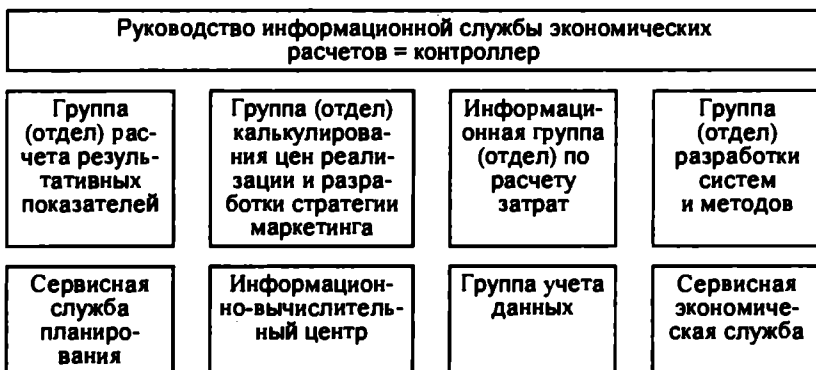 Руководство информационной службы экономических
расчетов = контроллер
Группа
(отдел) рас-
чета резуль-
тативных
показателей
Группа (отдел)
калькулирова-
ния цен реали-
зации и разра-
ботки стратегии
маркетинга
Информаци-
онная группа
(отдел) по
расчету
затрат
Группа
(отдел)
разработки
систем
и методов
Сервисная
служба
планиро-
вания
Информацион-
но-вычислитель-
ный центр
Группа учета
данных
Сервисная
экономиче-
ская служба